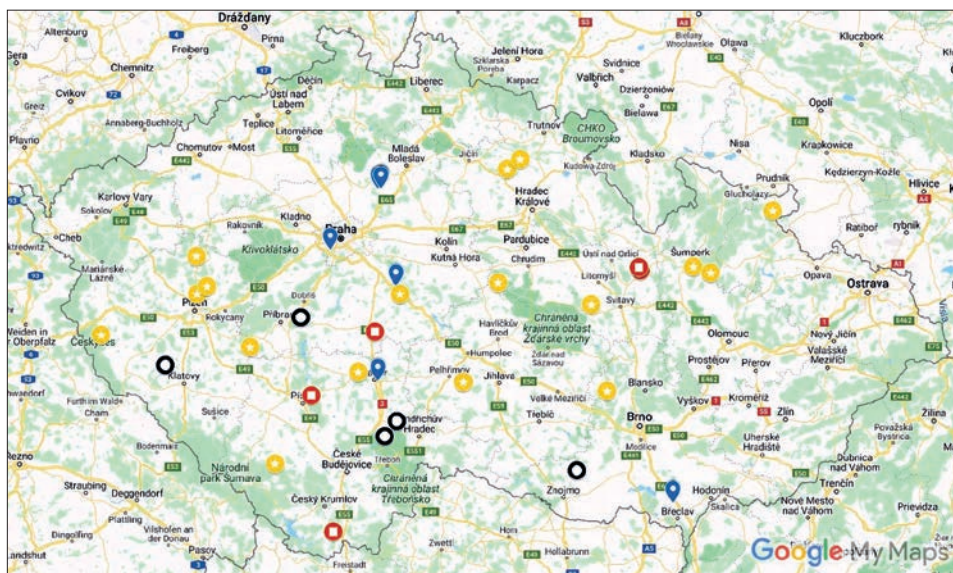 Drážďany
Altenburg
Gera
Freiberg
Pirna
Chemnitz
Cvikov
Greiz
Annaberg-Buchholz
Plavno
Děčín
Ústí nad
Labem
Teplice
Litoměřice
Liberec
Jelení Hora
Szklarska
Poręba
Karpacz
Bielany
Wrocławskie
Oława
Kluczbork
Svidnice
Valbřich
Dzierżoniów
Bielawa
Opolí
Krapkowice
Nisa
Kędzierzyn-Koźle
Hlivice
Chomutov
Most
Mladá
Boleslav
Jičín
Trutnov
CHKO
Broumovsko
Kudowa-Zdrój
Kladsko
Prudnik
Głuchołazy
Ratiboř
rybnik
Karlovy Vary
Sokolov
Cheb
Rakovník
Kladno
Praha
Křivoklátsko
Hradec
Králové
Pardubice
Chrudim
Kolín
Kutná Hora
Ústí nad Orlicí
Litomyšl
Svitavy
Šumperk
Opava
Ostrava
Mariánské
Lázně
Plzeň
Rokycany
Dobříš
Příbram
Weiden in
der Oberpfalz
Havlíčkův
Brod
Chráněná
krajinná oblast
Žďárské vrchy
Žďár nad
Sázavou
Humpolec
Pelhřimov
Jihlava
Olomouc
Nový Jičín
Valašské
Meziříčí
Prostějov
Přerov
Schwandorf
Klatovy
Furth im Wald
Cham
Sušice
Velké Meziříčí
Třebíč
Blansko
Brno
Modřice
Vyškov
Kroměříž
Zlín
Uherské
Hradiště
Žilina
Považská
Bystrica
Dubnica
nad Váhom
Trenčín
Hradec
České
Budějovice
Třeboň
Chráněná
krajinná oblast
Třeboňsko
Národní
park Šumava
Český Krumlov
Bodenmais
Řezno
Straubing
Deggendorf
Plattling
Dingolfing
Landshut
Vilshofen an
der Donau
Pasov
Freistadt
Zwettl
Horn
Hollabrunn
Znojmo
Břeclav
Hodonín
Skalica
Nové Mesto
nad Váhom
Prievidza
Google My Maps